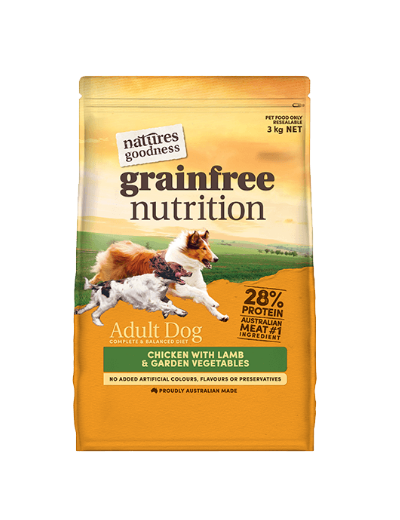 PET FOOD ONLY
RESEALABLE
3 kg NET
natures
goodness
grainfree
nutrition
28%
PROTEIN
AUSTRALIAN
MEAT #1
INGREDIENT
Adult Dog
COMPLETE & BALANCED DIET
CHICKEN WITH LAMB
& GARDEN VEGETABLES
NO ADDED ARTIFICIAL COLOURS, FLAVOURS OR PRESERVATIVES
PROUDLY AUSTRALIAN MADE